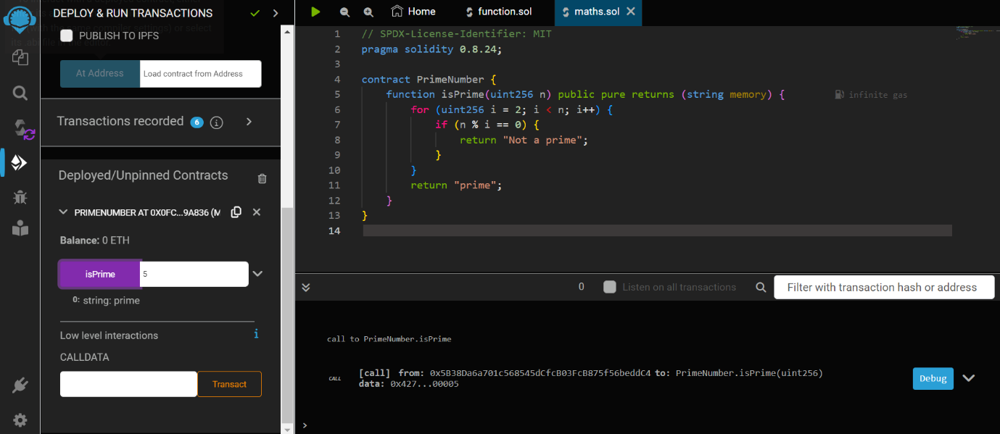 DEPLOY & RUN TRANSACTIONS
PUBLISH TO IPFS
At Address
Load contract from Address
Transactions recorded 6 i
Deployed/Unpinned Contracts
PRIMENUMBER AT 0X0FC...9A836 (M
Balance: 0 ETH
isPrime
5
0: string: prime
Low level interactions
i
CALLDATA
Transact
Home
function.sol
maths.sol
1 // SPDX-License-Identifier: MIT
2 pragma solidity 0.8.24;
3
4 contract PrimeNumber {
5 function isPrime(uint256 n) public pure returns (string memory) { infinite gas
6 for (uint256 i = 2; i < n; i++) {
7 if (n % i == 0) {
8 return "Not a prime";
9 }
10 }
11 return "prime";
12 }
13 }
14
0
Listen on all transactions
Filter with transaction hash or address
call to PrimeNumber.isPrime
CALL
[call] from: 0x5B38Da6a701c568545dCfcB03FcB875f56beddC4 to: PrimeNumber.isPrime(uint256)
data: 0x427...00005
Debug
>